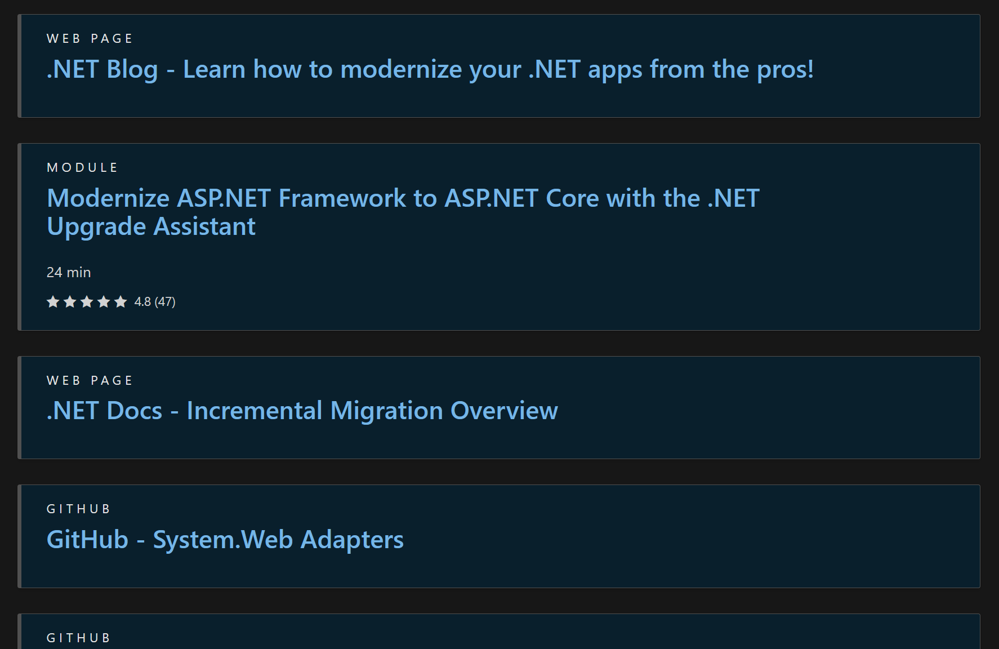 WEB PAGE
.NET Blog - Learn how to modernize your .NET apps from the pros!
MODULE
Modernize ASP.NET Framework to ASP.NET Core with the .NET
Upgrade Assistant
24 min
4.8 (47)
WEB PAGE
.NET Docs - Incremental Migration Overview
GITHUB
GitHub - System.Web Adapters
GITHUB